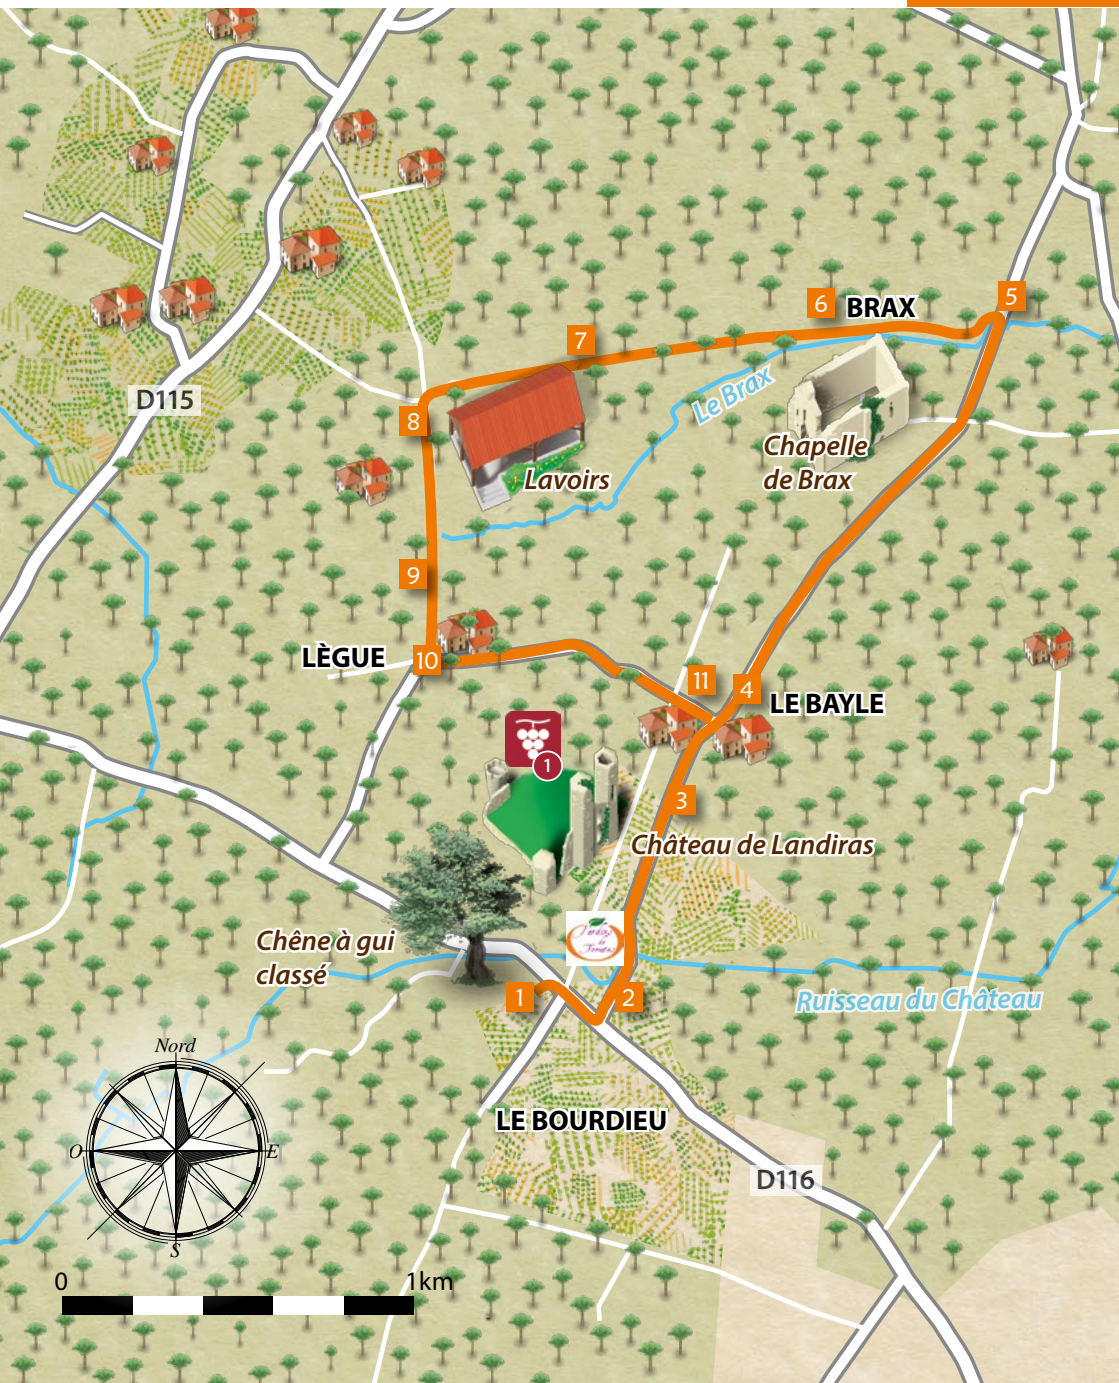 5
6 BRAX
7
Le Brax
D115
8
Chapelle
de Brax
Lavoirs
9
LÈGUE 10
11
4
LE BAYLE
1
3
Château de Landiras
Chêne à gui
classé
1
2
Ruisseau du Château
Nord
LE BOURDIEU
O
E
D116
S
0
1km